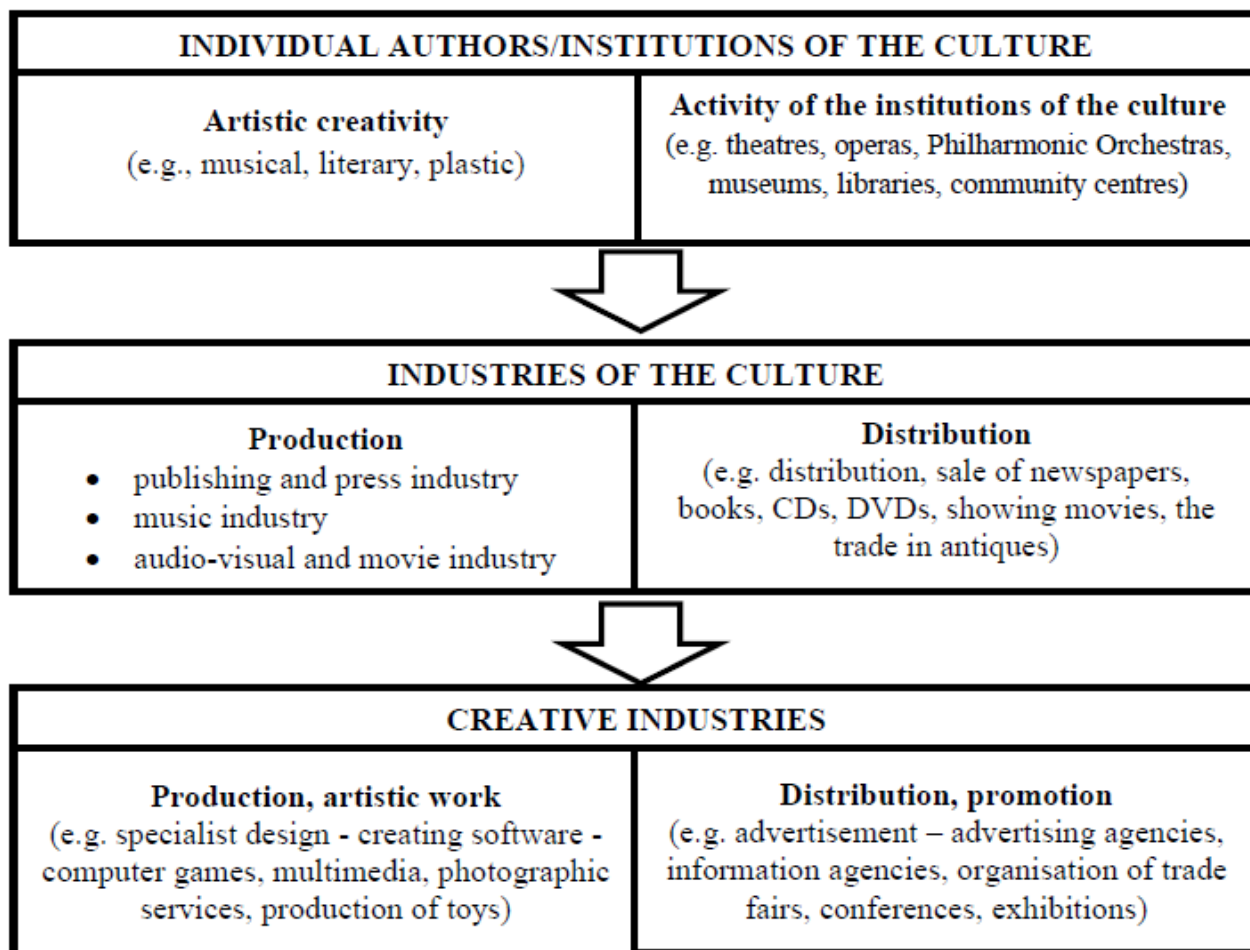 INDIVIDUAL AUTHORS/INSTITUTIONS OF THE CULTURE
Artistic creativity
(e.g., musical, literary, plastic)
Activity of the institutions of the culture
(e.g. theatres, operas, Philharmonic Orchestras,
museums, libraries, community centres)
INDUSTRIES OF THE CULTURE
Production
• publishing and press industry
• music industry
• audio-visual and movie industry
Distribution
(e.g. distribution, sale of newspapers,
books, CDs, DVDs, showing movies, the
trade in antiques)
CREATIVE INDUSTRIES
Production, artistic work
(e.g. specialist design - creating software -
computer games, multimedia, photographic
services, production of toys)
Distribution, promotion
(e.g. advertisement – advertising agencies,
information agencies, organisation of trade
fairs, conferences, exhibitions)